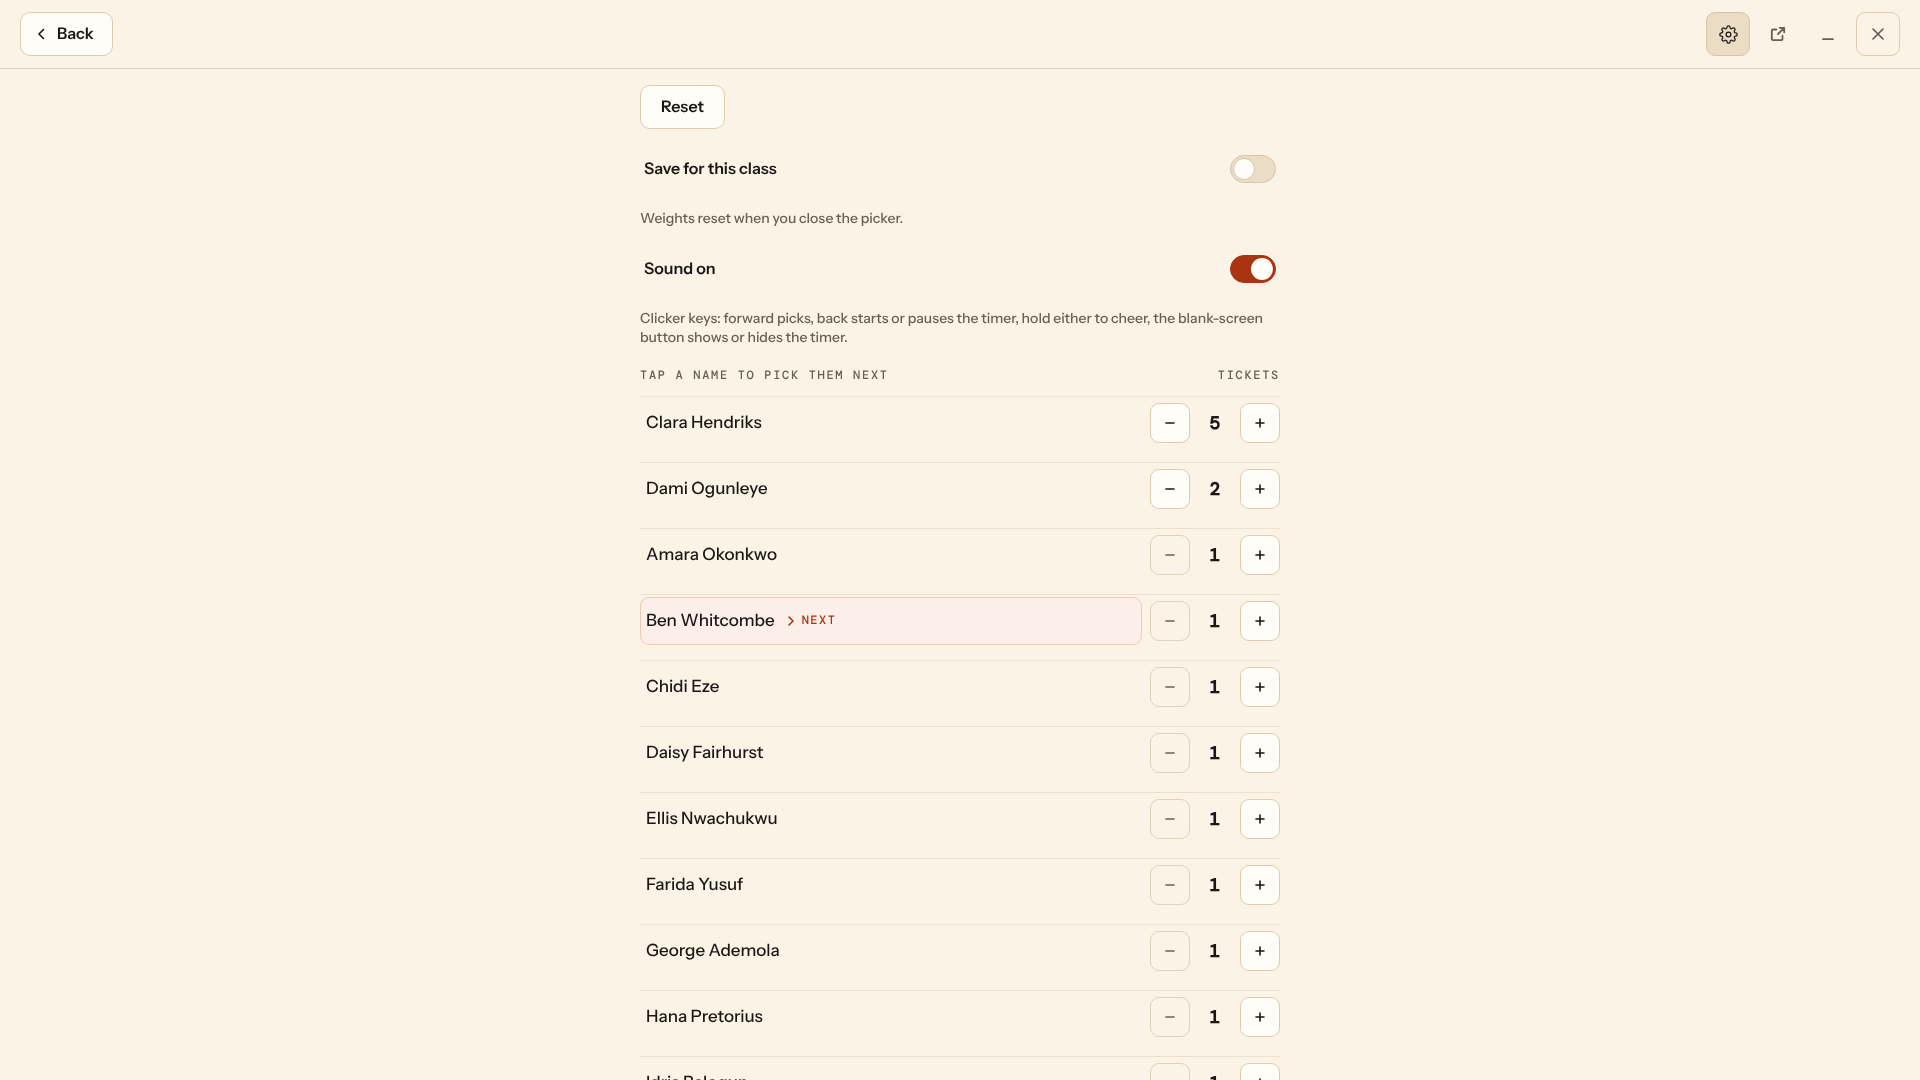 Back
Reset
Save for this class
Weights reset when you close the picker.
Sound on
Clicker keys: forward picks, back starts or pauses the timer, hold either to cheer, the blank-screen
button shows or hides the timer.
TAP A NAME TO PICK THEM NEXT TICKETS
Clara Hendriks − 5 +
Dami Ogunleye − 2 +
Amara Okonkwo − 1 +
Ben Whitcombe > NEXT − 1 +
Chidi Eze − 1 +
Daisy Fairhurst − 1 +
Ellis Nwachukwu − 1 +
Farida Yusuf − 1 +
George Ademola − 1 +
Hana Pretorius − 1 +